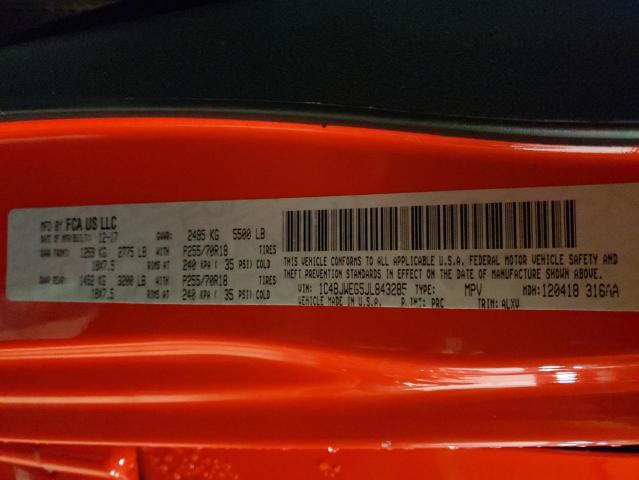 MFD BY FCA US LLC
DATE OF MFR/BUILT: 12-17 GVWR: 2495 KG 5500 LB
GAWR FRONT: 1259 KG 2775 LB WITH P255/70R18 TIRES
18X7.5 RIMS AT 240 KPA( 35 PSI) COLD
GAWR REAR: 1452 KG 3200 LB WITH P255/70R18 TIRES
18X7.5 RIMS AT 240 KPA( 35 PSI) COLD
THIS VEHICLE CONFORMS TO ALL APPLICABLE U.S.A. FEDERAL MOTOR VEHICLE SAFETY AND
THEFT PREVENTION STANDARDS IN EFFECT ON THE DATE OF MANUFACTURE SHOWN ABOVE.
VIN: 1C4BJWEG5JL843285 TYPE: MPV MDH: 120418 316AA
VEHICLE MADE IN U.S.A. P.INT: PRC TRIM: ALXV